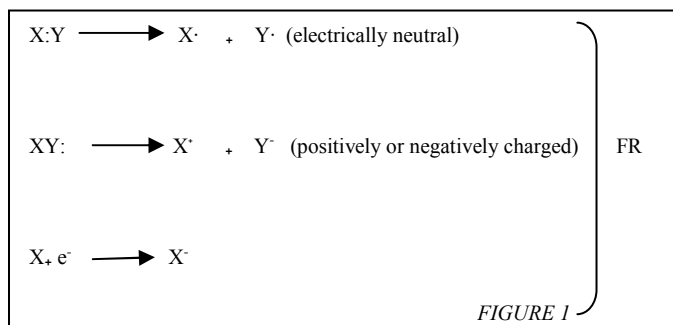 X:Y X· + Y· (electrically neutral)
XY: X⁺ + Y⁻ (positively or negatively charged) FR
X₊ e⁻ X⁻
FIGURE 1